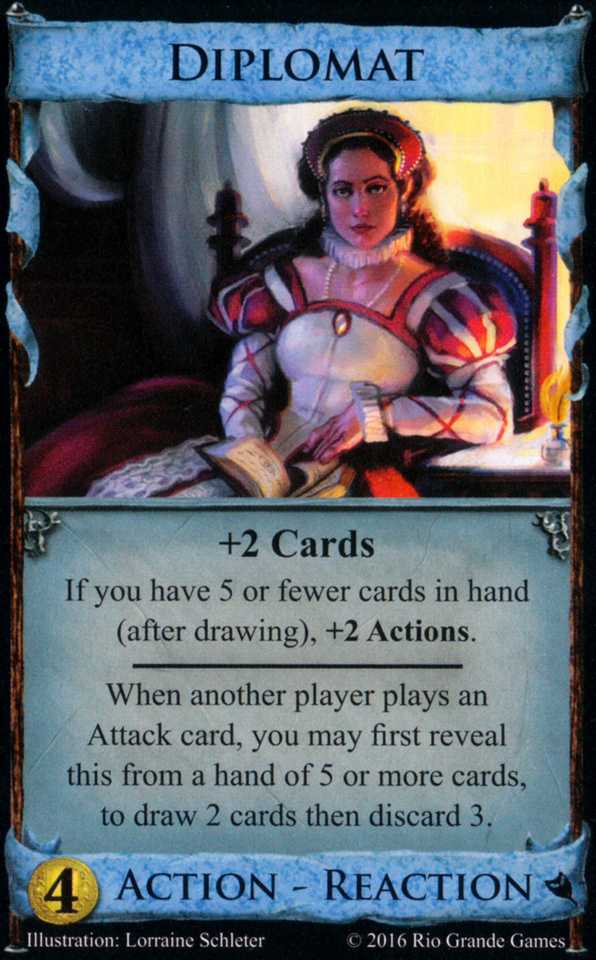 DIPLOMAT
+2 Cards
If you have 5 or fewer cards in hand
(after drawing), +2 Actions.
When another player plays an
Attack card, you may first reveal
this from a hand of 5 or more cards,
to draw 2 cards then discard 3.
4 ACTION - REACTION
Illustration: Lorraine Schleter © 2016 Rio Grande Games